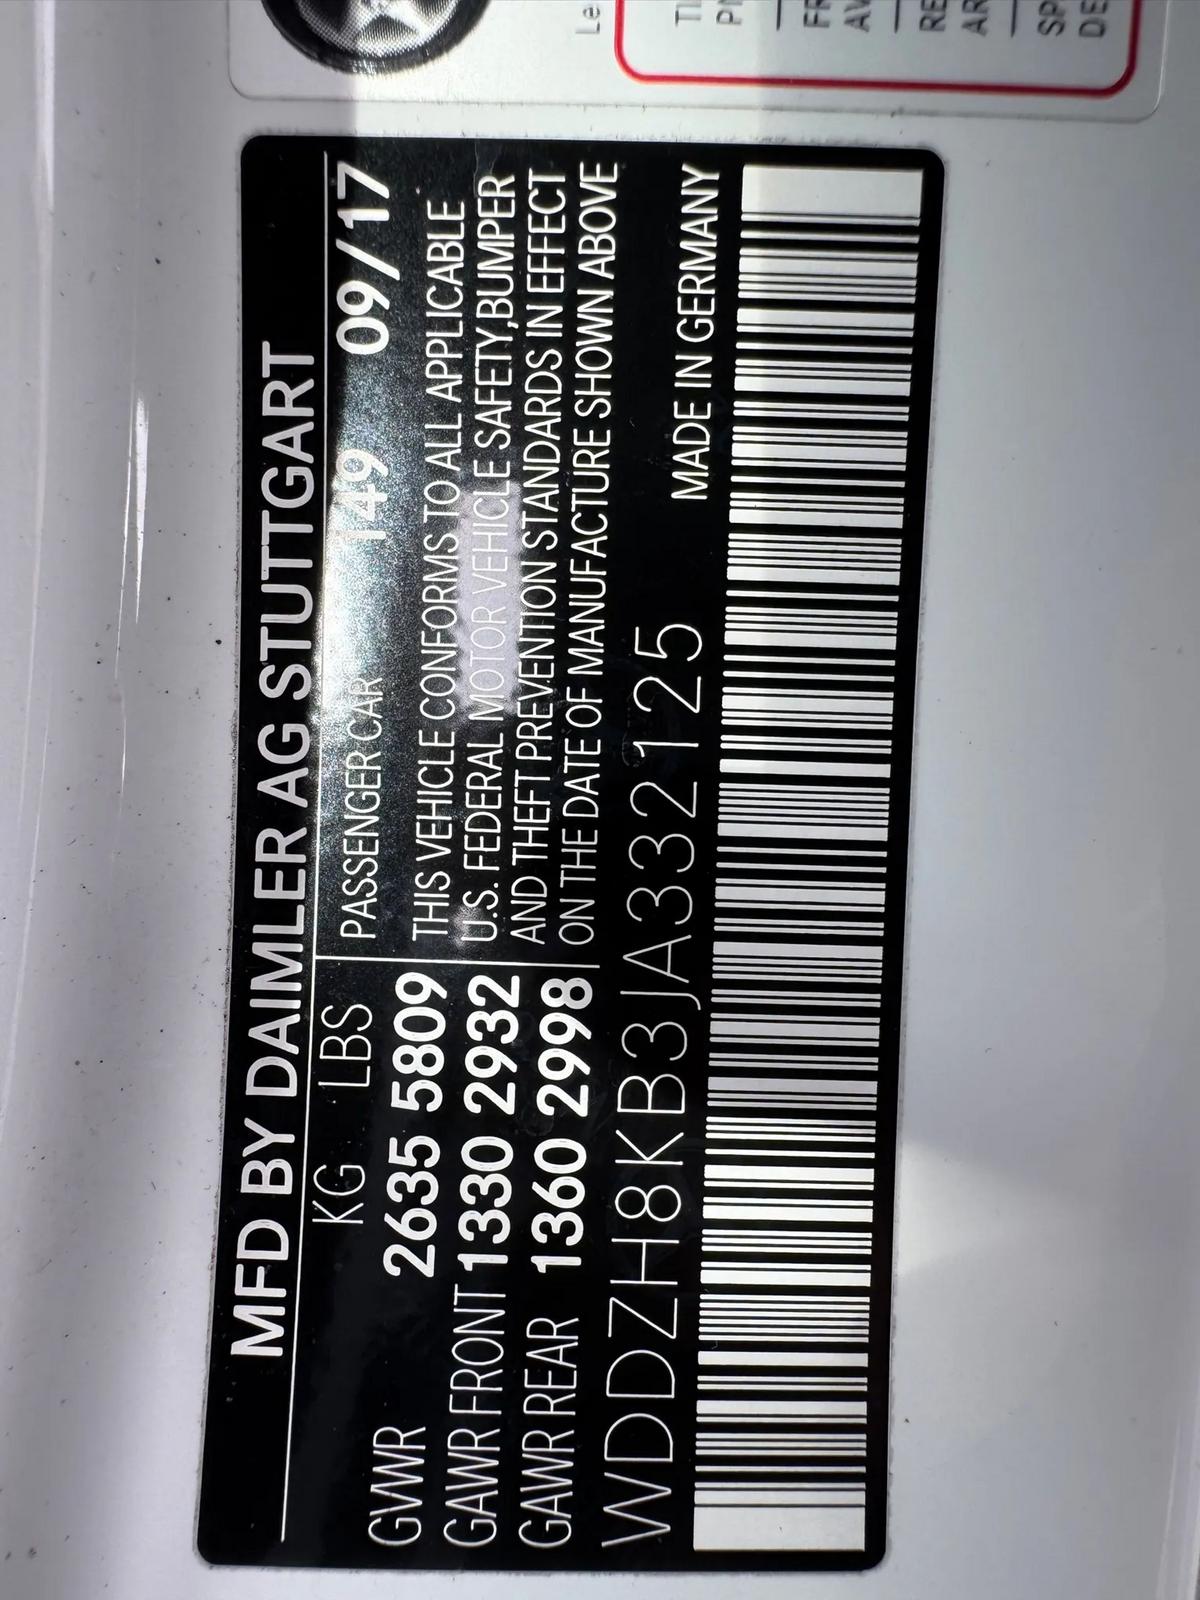 MFD BY DAIMLER AG STUTTGART
KG LBS PASSENGER CAR 149 09/17
GVWR 2635 5809
GAWR FRONT 1330 2932
GAWR REAR 1360 2998
THIS VEHICLE CONFORMS TO ALL APPLICABLE
U.S. FEDERAL MOTOR VEHICLE SAFETY,BUMPER
AND THEFT PREVENTION STANDARDS IN EFFECT
ON THE DATE OF MANUFACTURE SHOWN ABOVE
WDDZH8KB3JA332125
MADE IN GERMANY